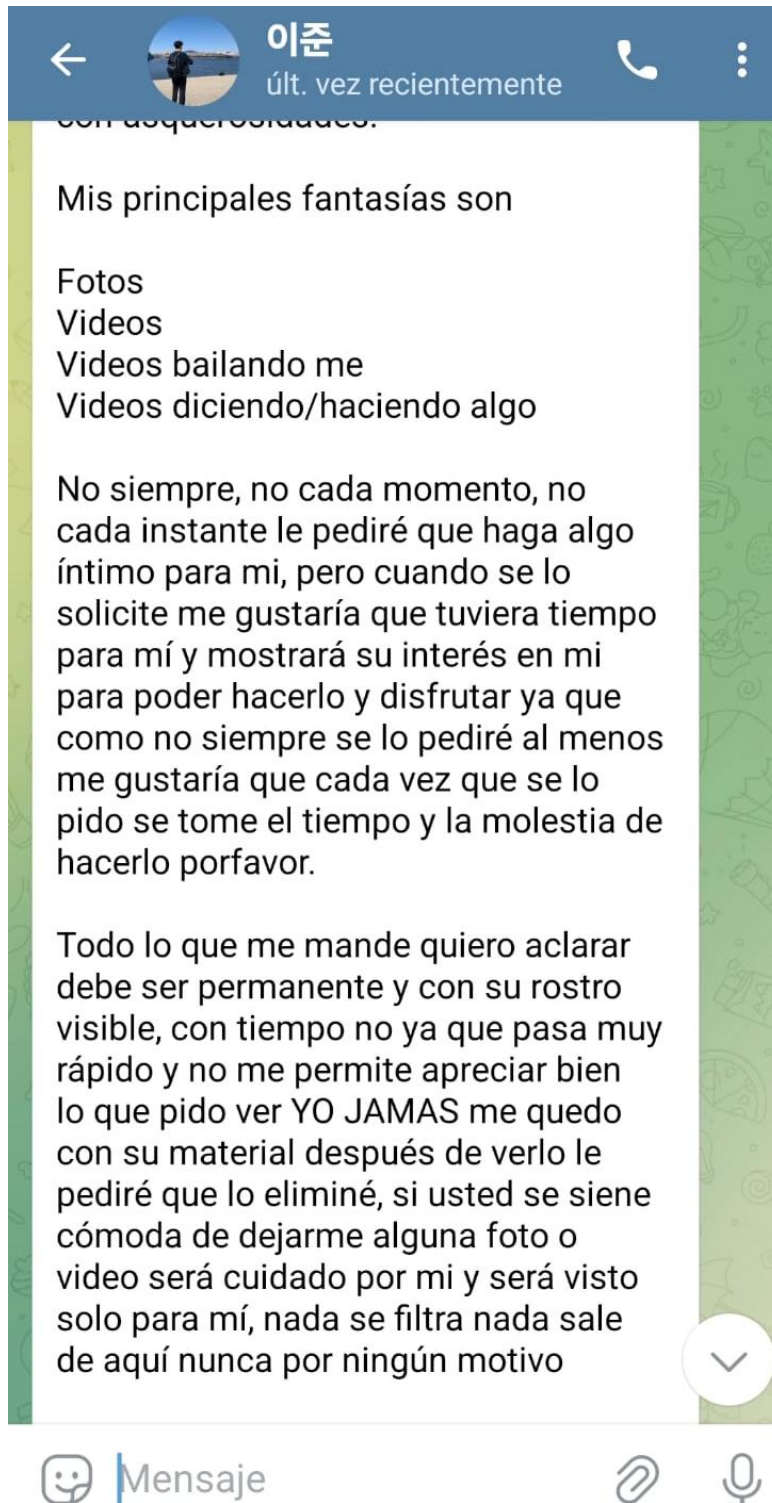 이준
últ. vez recientemente
con asquerosidades.
Mis principales fantasías son
Fotos
Videos
Videos bailando me
Videos diciendo/haciendo algo
No siempre, no cada momento, no
cada instante le pediré que haga algo
íntimo para mi, pero cuando se lo
solicite me gustaría que tuviera tiempo
para mí y mostrará su interés en mi
para poder hacerlo y disfrutar ya que
como no siempre se lo pediré al menos
me gustaría que cada vez que se lo
pido se tome el tiempo y la molestia de
hacerlo porfavor.
Todo lo que me mande quiero aclarar
debe ser permanente y con su rostro
visible, con tiempo no ya que pasa muy
rápido y no me permite apreciar bien
lo que pido ver YO JAMAS me quedo
con su material después de verlo le
pediré que lo eliminé, si usted se siene
cómoda de dejarme alguna foto o
video será cuidado por mi y será visto
solo para mí, nada se filtra nada sale
de aquí nunca por ningún motivo
Mensaje